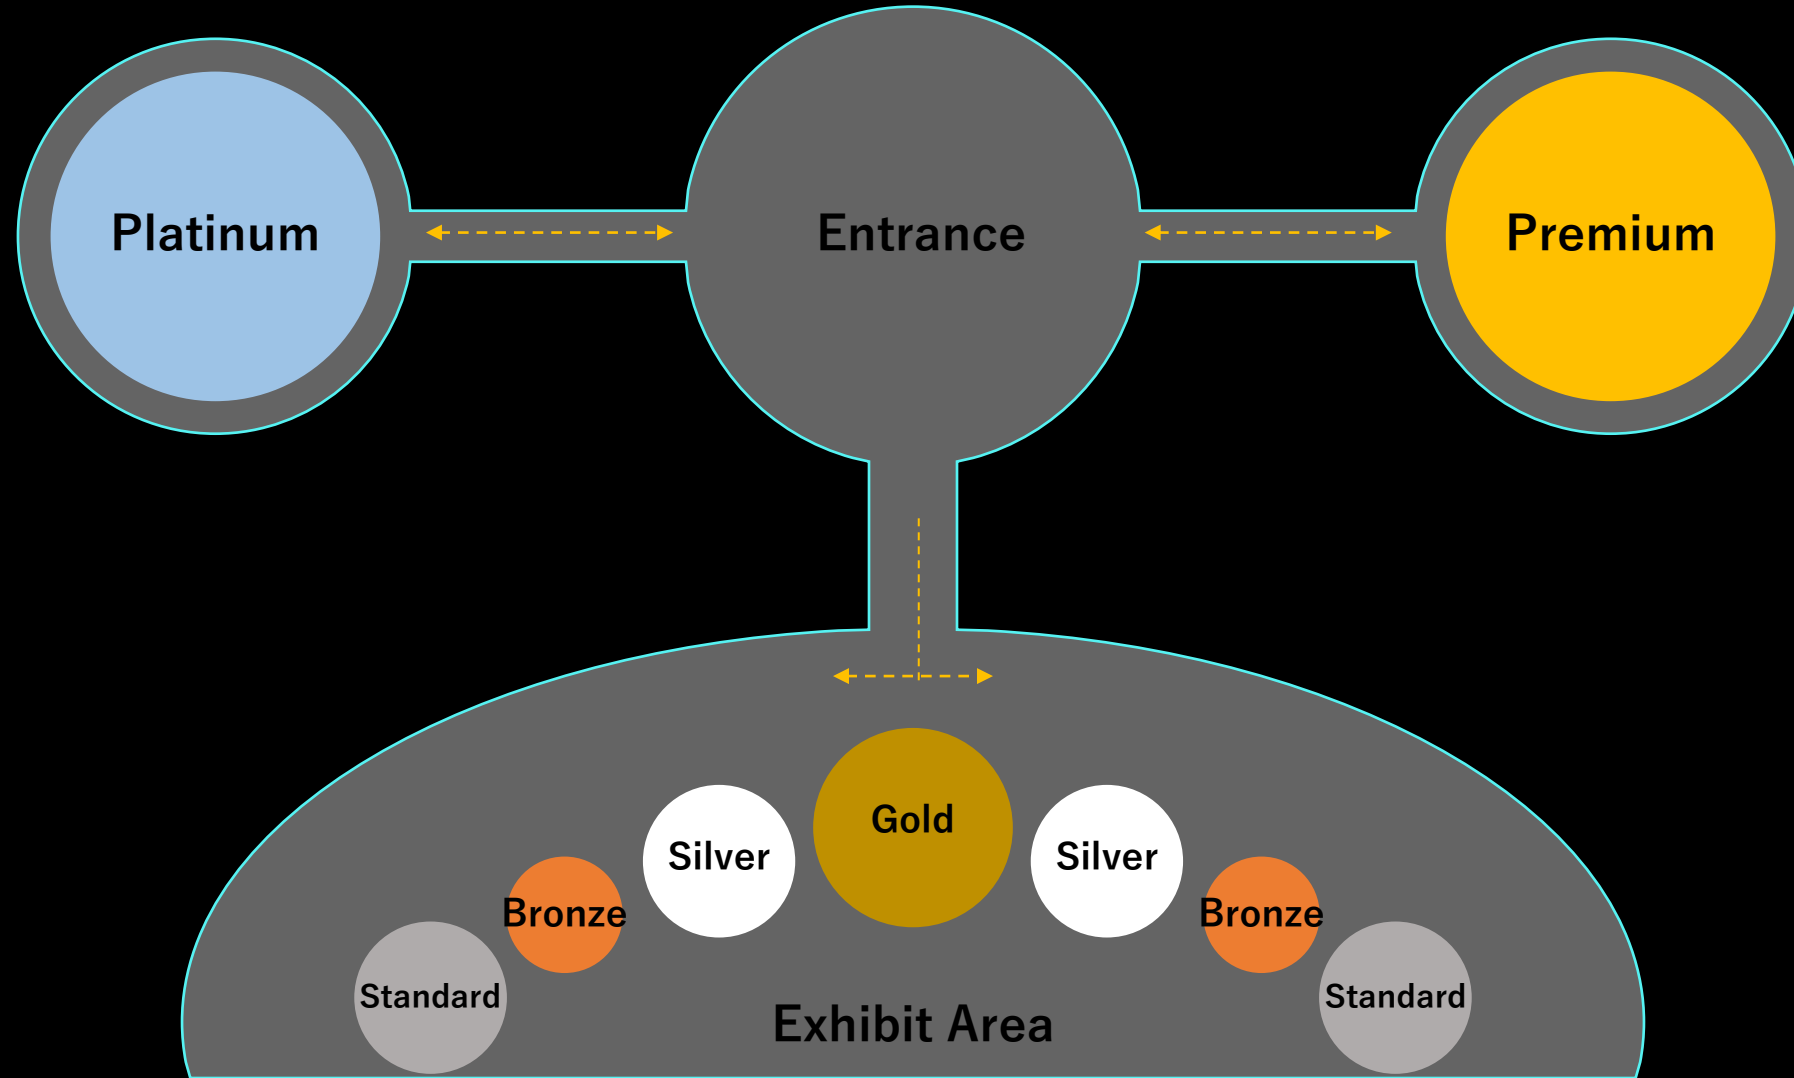 Platinum
Entrance
Premium
Gold
Silver
Silver
Bronze
Bronze
Standard
Standard
Exhibit Area